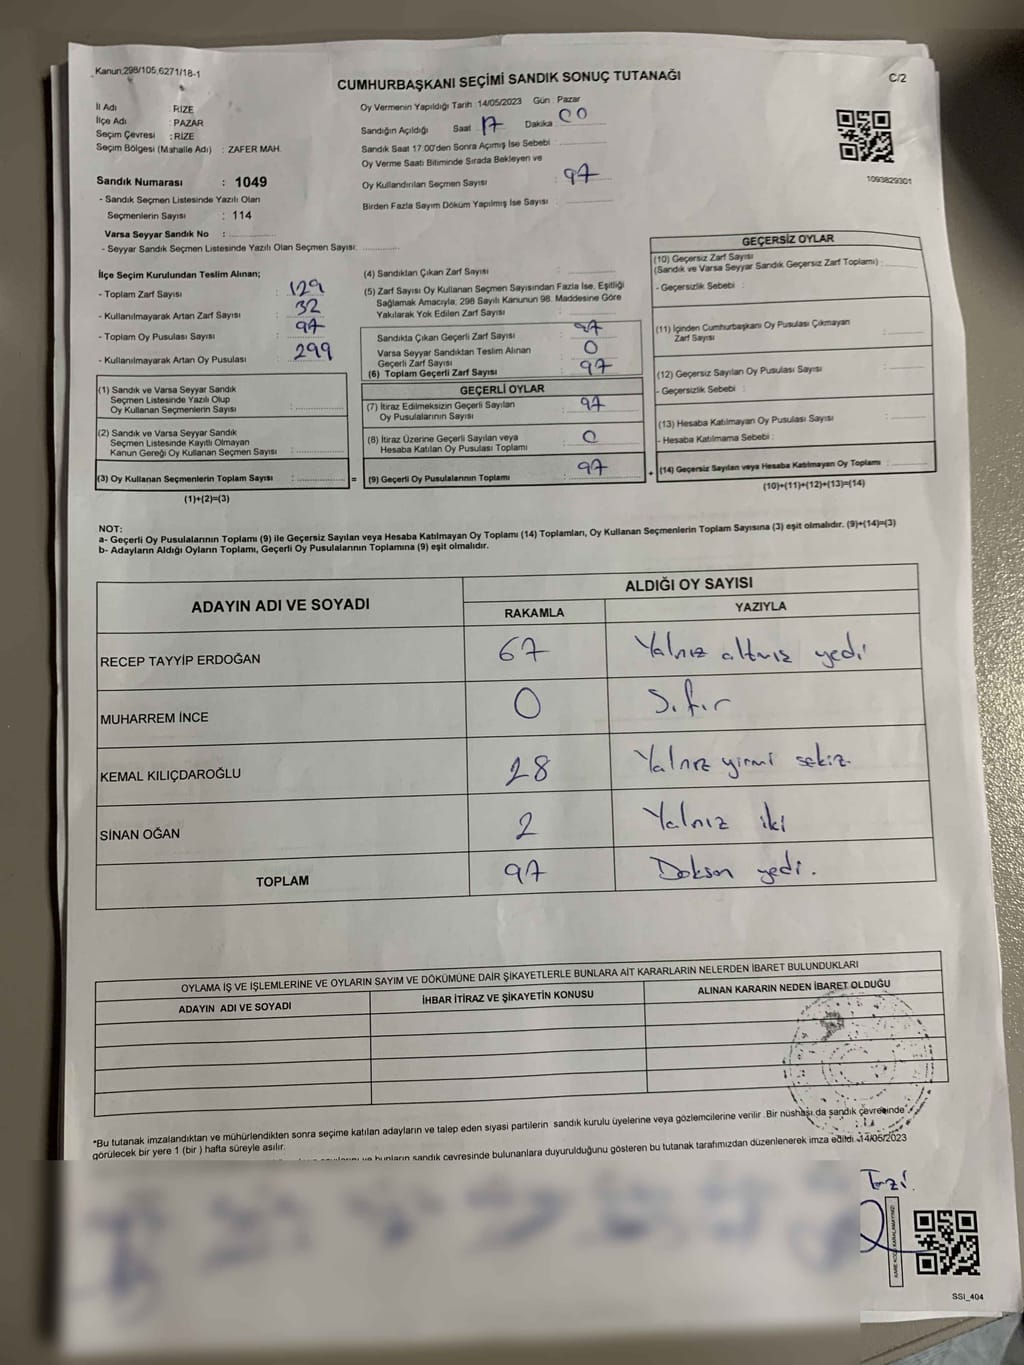 Kanun:298/105,6271/18-1
CUMHURBAŞKANI SEÇİMİ SANDIK SONUÇ TUTANAĞI
C/2
İl Adı : RİZE
İlçe Adı : PAZAR
Seçim Çevresi : RİZE
Seçim Bölgesi (Mahalle Adı) : ZAFER MAH.
Oy Vermenin Yapıldığı Tarih : 14/05/2023 Gün : Pazar
Sandığın Açıldığı Saat 17 Dakika 00
Sandık Saat 17:00'den Sonra Açımış İse Sebebi :
Oy Verme Saati Bitiminde Sırada Bekleyen ve
Oy Kullandırılan Seçmen Sayısı : 97
Birden Fazla Sayım Döküm Yapılmış İse Sayısı :
1093829301
Sandık Numarası : 1049
- Sandık Seçmen Listesinde Yazılı Olan
Seçmenlerin Sayısı : 114
Varsa Seyyar Sandık No :
- Seyyar Sandık Seçmen Listesinde Yazılı Olan Seçmen Sayısı:
İlçe Seçim Kurulundan Teslim Alınan;
- Toplam Zarf Sayısı : 129
- Kullanılmayarak Artan Zarf Sayısı : 32
- Toplam Oy Pusulası Sayısı : 97
- Kullanılmayarak Artan Oy Pusulası : 299
(1) Sandık ve Varsa Seyyar Sandık
Seçmen Listesinde Yazılı Olup
Oy Kullanan Seçmenlerin Sayısı :
(2) Sandık ve Varsa Seyyar Sandık
Seçmen Listesinde Kayıtlı Olmayan
Kanun Gereği Oy Kullanan Seçmen Sayısı :
(3) Oy Kullanan Seçmenlerin Toplam Sayısı :
(1)+(2)=(3)
(4) Sandıktan Çıkan Zarf Sayısı :
(5) Zarf Sayısı Oy Kullanan Seçmen Sayısından Fazla İse, Eşitliği
Sağlamak Amacıyla; 298 Sayılı Kanunun 98. Maddesine Göre
Yakılarak Yok Edilen Zarf Sayısı :
Sandıkta Çıkan Geçerli Zarf Sayısı : 97
Varsa Seyyar Sandıktan Teslim Alınan
Geçerli Zarf Sayısı : 0
(6) Toplam Geçerli Zarf Sayısı : 97
GEÇERLİ OYLAR
(7) İtiraz Edilmeksizin Geçerli Sayılan
Oy Pusulalarının Sayısı : 97
(8) İtiraz Üzerine Geçerli Sayılan veya
Hesaba Katılan Oy Pusulası Toplamı : 0
= (9) Geçerli Oy Pusulalarının Toplamı : 97
GEÇERSİZ OYLAR
(10) Geçersiz Zarf Sayısı
(Sandık ve Varsa Seyyar Sandık Geçersiz Zarf Toplamı) :
- Geçersizlik Sebebi :
(11) İçinden Cumhurbaşkanı Oy Pusulası Çıkmayan
Zarf Sayısı :
(12) Geçersiz Sayılan Oy Pusulası Sayısı :
- Geçersizlik Sebebi :
(13) Hesaba Katılmayan Oy Pusulası Sayısı :
- Hesaba Katılmama Sebebi :
+ (14) Geçersiz Sayılan veya Hesaba Katılmayan Oy Toplamı :
(10)+(11)+(12)+(13)=(14)
NOT:
a- Geçerli Oy Pusulalarının Toplamı (9) ile Geçersiz Sayılan veya Hesaba Katılmayan Oy Toplamı (14) Toplamları, Oy Kullanan Seçmenlerin Toplam Sayısına (3) eşit olmalıdır. (9)+(14)=(3)
b- Adayların Aldığı Oyların Toplamı, Geçerli Oy Pusulalarının Toplamına (9) eşit olmalıdır.
ADAYIN ADI VE SOYADI
ALDIĞI OY SAYISI
RAKAMLA YAZIYLA
RECEP TAYYİP ERDOĞAN 67 Yalnız altmış yedi
MUHARREM İNCE 0 Sıfır
KEMAL KILIÇDAROĞLU 28 Yalnız yirmi sekiz.
SİNAN OĞAN 2 Yalnız iki
TOPLAM 97 Doksan yedi.
OYLAMA İŞ VE İŞLEMLERİNE VE OYLARIN SAYIM VE DÖKÜMÜNE DAİR ŞİKAYETLERLE BUNLARA AİT KARARLARIN NELERDEN İBARET BULUNDUKLARI
ADAYIN ADI VE SOYADI İHBAR İTİRAZ VE ŞİKAYETİN KONUSU ALINAN KARARIN NEDEN İBARET OLDUĞU
*Bu tutanak imzalandıktan ve mühürlendikten sonra seçime katılan adayların ve talep eden siyasi partilerin sandık kurulu üyelerine veya gözlemcilerine verilir. Bir nüshası da sandık çevresinde
görülecek bir yere 1 (bir ) hafta süreyle asılır.
ve bunların sandık çevresinde bulunanlara duyurulduğunu gösteren bu tutanak tarafımızdan düzenlenerek imza edildi. 14/05/2023
SSI_404